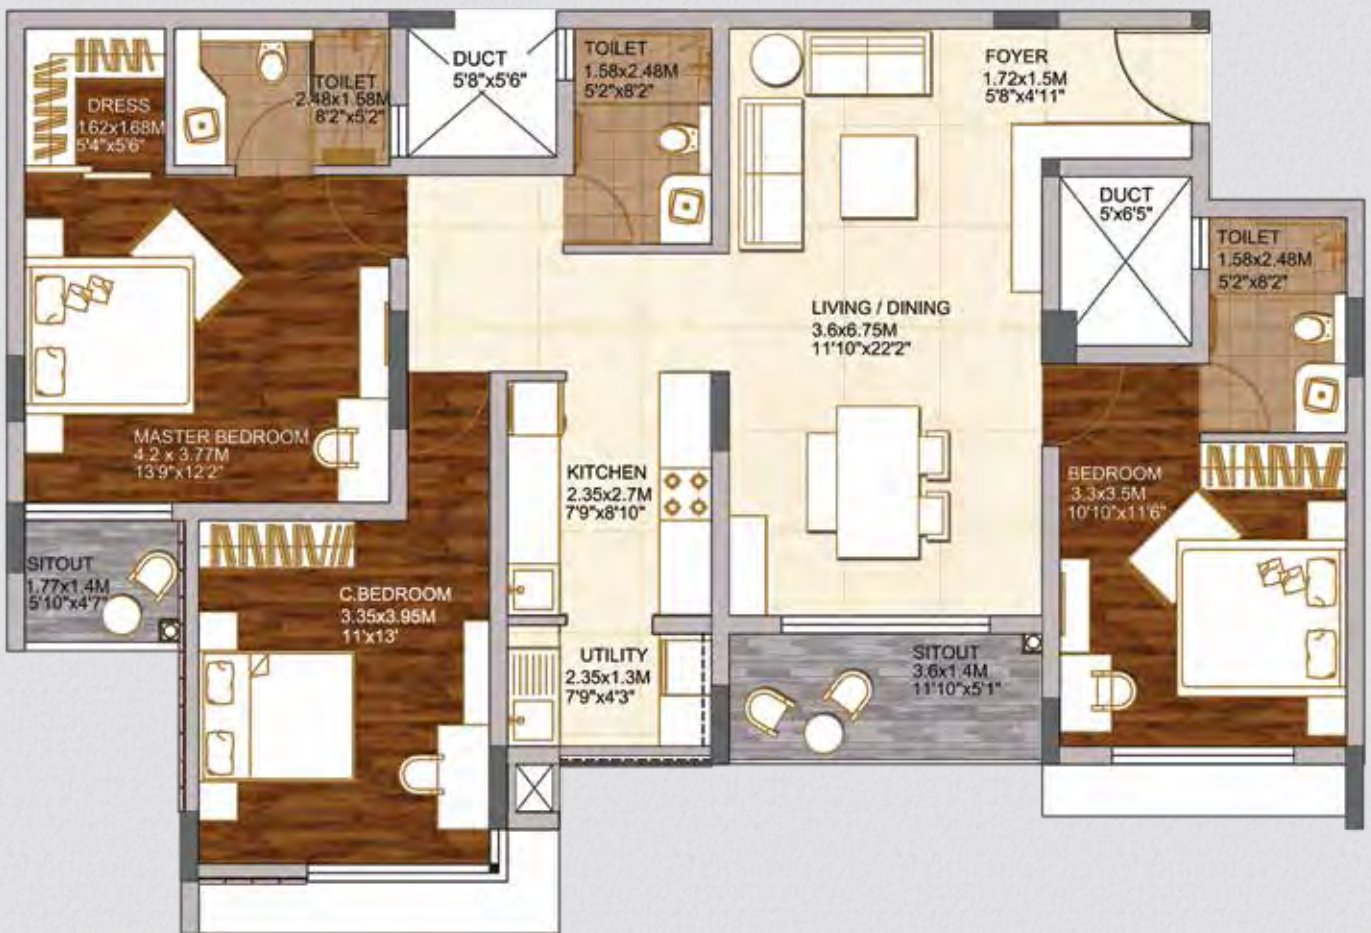 DUCT
5'8"x5'6"
TOILET
1.58x2.48M
5'2"x8'2"
FOYER
1.72x1.5M
5'8"x4'11"
TOILET
2.48x1.58M
8'2"x5'2"
DRESS
1.62x1.68M
5'4"x5'6"
DUCT
5'x6'5"
TOILET
1.58x2.48M
5'2"x8'2"
LIVING / DINING
3.6x6.75M
11'10"x22'2"
MASTER BEDROOM
4.2 x 3.77M
13'9"x12'2"
KITCHEN
2.35x2.7M
7'9"x8'10"
BEDROOM
3.3x3.5M
10'10"x11'6"
SITOUT
1.77x1.4M
5'10"x4'7"
C.BEDROOM
3.35x3.95M
11'x13'
UTILITY
2.35x1.3M
7'9"x4'3"
SITOUT
3.6x1.4M
11'10"x5'1"